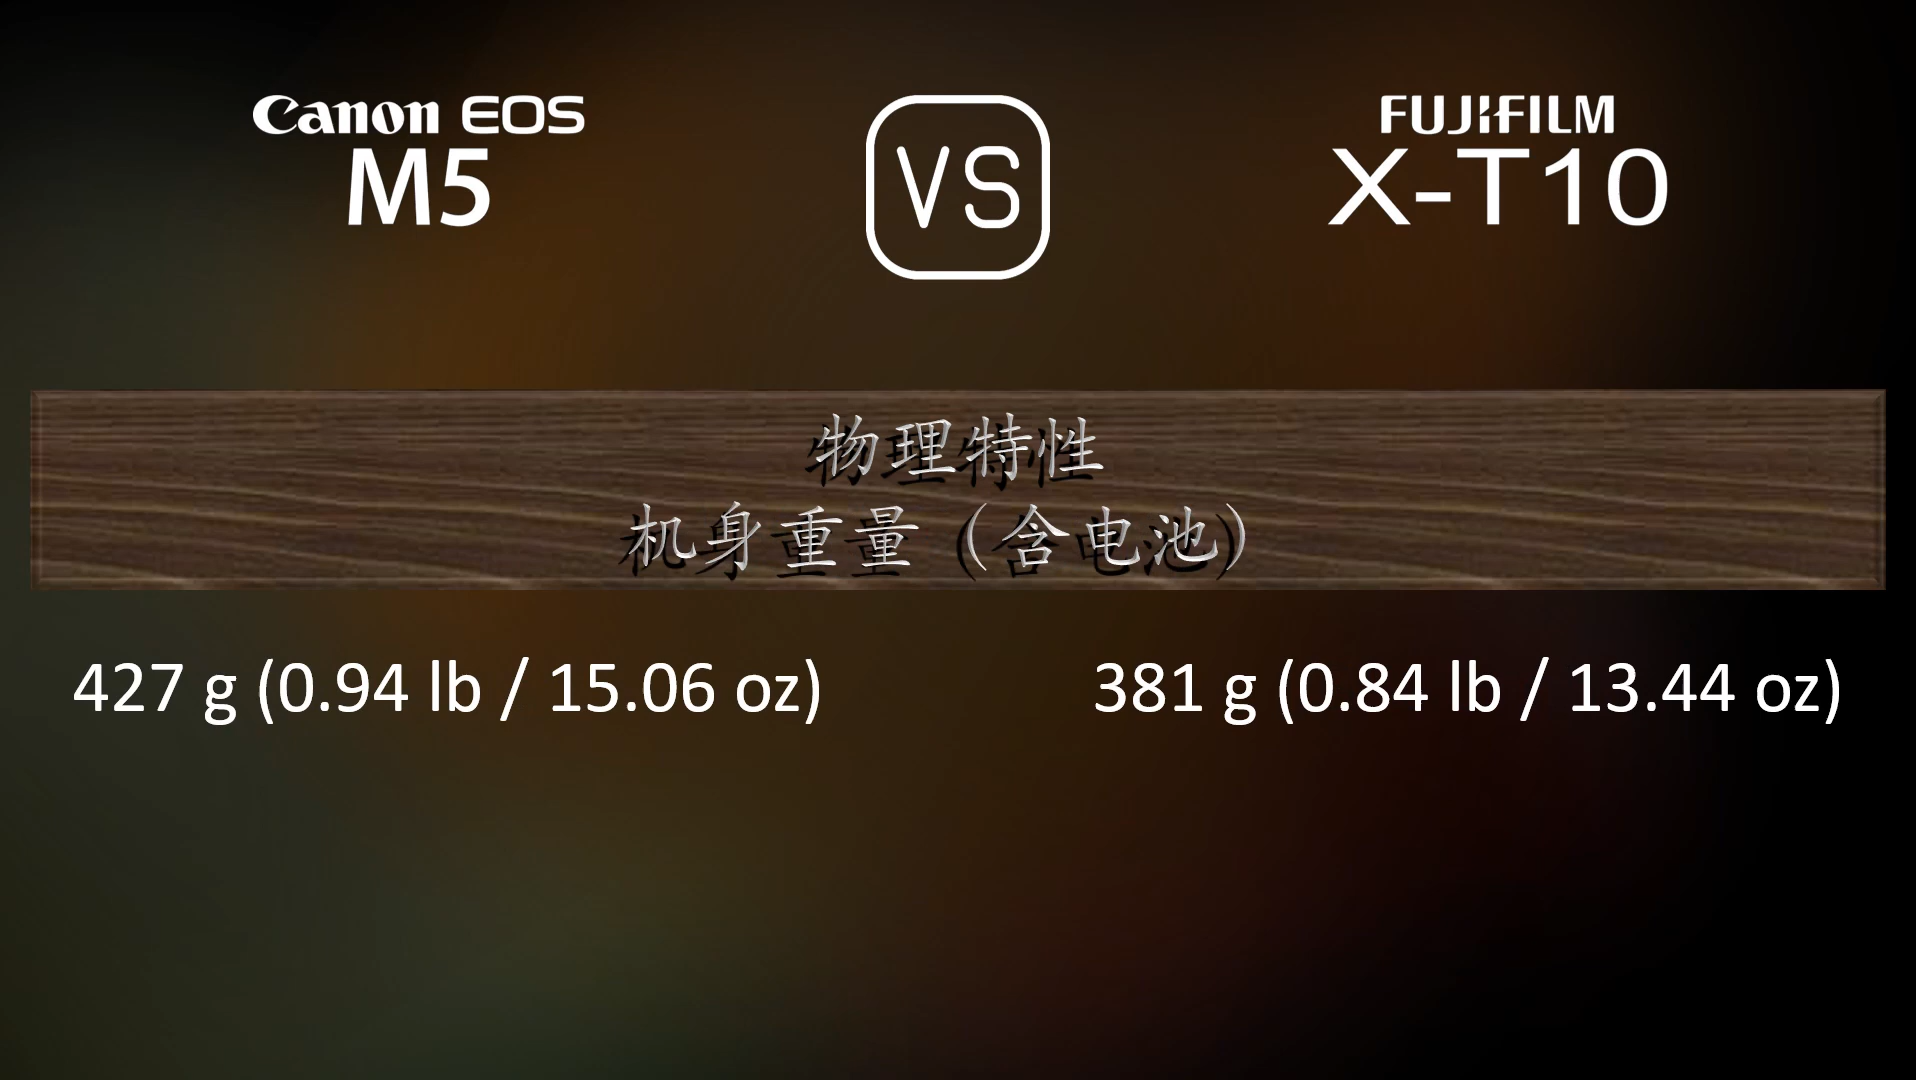 Canon EOS
M5
VS
FUJIFILM
X-T10
物理特性
机身重量（含电池）
427 g (0.94 lb / 15.06 oz)
381 g (0.84 lb / 13.44 oz)